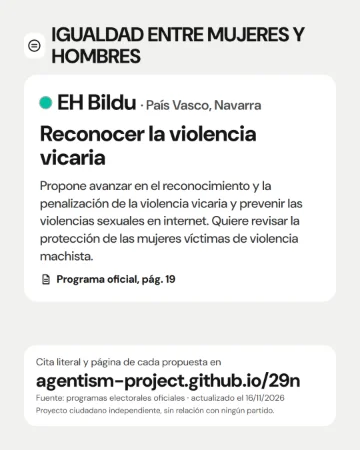 IGUALDAD ENTRE MUJERES Y
HOMBRES
EH Bildu · País Vasco, Navarra
Reconocer la violencia
vicaria
Propone avanzar en el reconocimiento y la
penalización de la violencia vicaria y prevenir las
violencias sexuales en internet. Quiere revisar la
protección de las mujeres víctimas de violencia
machista.
Programa oficial, pág. 19
Cita literal y página de cada propuesta en
agentism-project.github.io/29n
Fuente: programas electorales oficiales · actualizado el 16/11/2026
Proyecto ciudadano independiente, sin relación con ningún partido.